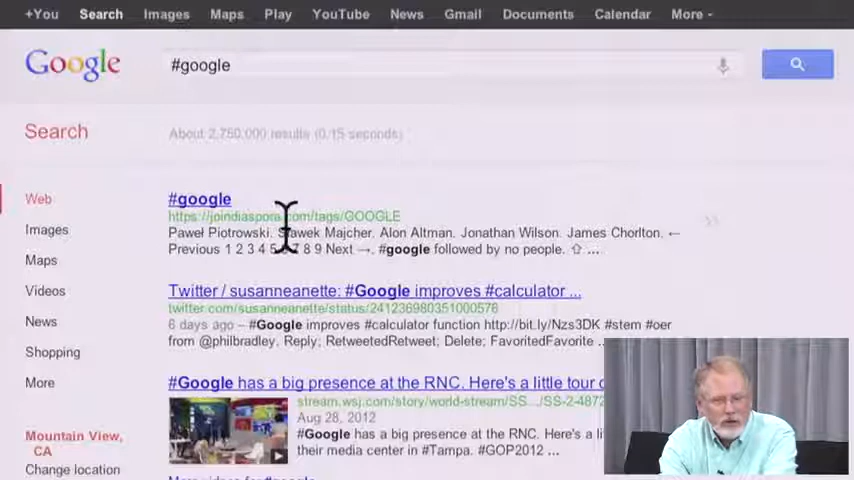 +You Search Images Maps Play YouTube News Gmail Documents Calendar More
Google #google
Search About 2,750,000 results (0.15 seconds)
Web
Images
Maps
Videos
News
Shopping
More
Mountain View, CA
Change location
#google
https://joindiaspora.com/tags/GOOGLE
Paweł Piotrowski. Sławek Majcher. Alon Altman. Jonathan Wilson. James Chorlton. ←
Previous 1 2 3 4 5 6 7 8 9 Next →. #google followed by no people. ⇧ ...
Twitter / susanneanette: #Google improves #calculator ...
twitter.com/susanneanette/status/241236980351000576
6 days ago – #Google improves #calculator function http://bit.ly/Nzs3DK #stem #oer
from @philbradley. Reply; RetweetedRetweet; Delete; FavoritedFavorite ..
#Google has a big presence at the RNC. Here's a little tour
stream.wsj.com/story/world-stream/SS.../SS-2-4872
Aug 28, 2012
#Google has a big presence at the RNC. Here's a li
their media center in #Tampa. #GOP2012 ...